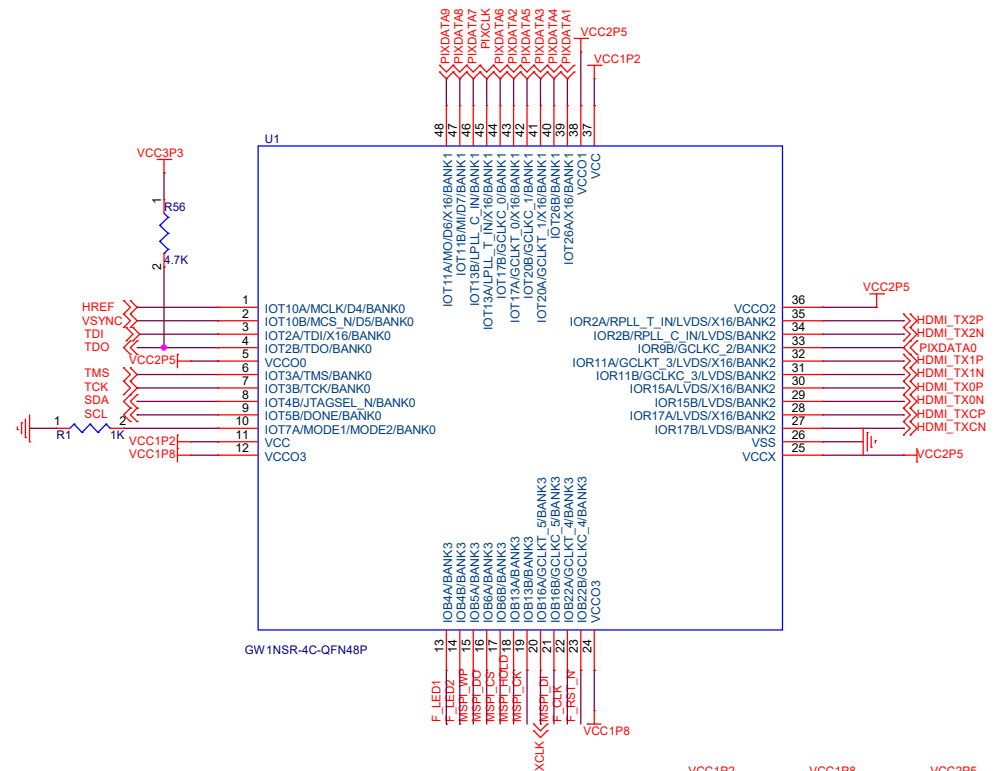 PIXDATA9
PIXDATA8
PIXDATA7
PIXCLK
PIXDATA6
PIXDATA2
PIXDATA5
PIXDATA3
PIXDATA4
PIXDATA1
VCC2P5
VCC1P2
48
47
46
45
44
43
42
41
40
39
38
37
U1
IOT11A/MO/D6/X16/BANK1
IOT11B/MI/D7/BANK1
IOT13B/LPLL_C_IN/BANK1
IOT13A/LPLL_T_IN/X16/BANK1
IOT17B/GCLKC_0/BANK1
IOT17A/GCLKT_0/X16/BANK1
IOT20B/GCLKC_1/BANK1
IOT20A/GCLKT_1/X16/BANK1
IOT26B/BANK1
IOT26A/X16/BANK1
VCCO1
VCC
VCC3P3
1
R56
4.7K
2
HREF 1 IOT10A/MCLK/D4/BANK0
VSYNC 2 IOT10B/MCS_N/D5/BANK0
TDI 3 IOT2A/TDI/X16/BANK0
TDO 4 IOT2B/TDO/BANK0
VCC2P5 5 VCCO0
TMS 6 IOT3A/TMS/BANK0
TCK 7 IOT3B/TCK/BANK0
SDA 8 IOT4B/JTAGSEL_N/BANK0
SCL 9 IOT5B/DONE/BANK0
1 R1 2 1K 10 IOT7A/MODE1/MODE2/BANK0
VCC1P2 11 VCC
VCC1P8 12 VCCO3
VCC2P5
VCCO2 36
IOR2A/RPLL_T_IN/LVDS/X16/BANK2 35 HDMI_TX2P
IOR2B/RPLL_C_IN/LVDS/BANK2 34 HDMI_TX2N
IOR9B/GCLKC_2/BANK2 33 PIXDATA0
IOR11A/GCLKT_3/LVDS/X16/BANK2 32 HDMI_TX1P
IOR11B/GCLKC_3/LVDS/BANK2 31 HDMI_TX1N
IOR15A/LVDS/X16/BANK2 30 HDMI_TX0P
IOR15B/LVDS/BANK2 29 HDMI_TX0N
IOR17A/LVDS/X16/BANK2 28 HDMI_TXCP
IOR17B/LVDS/BANK2 27 HDMI_TXCN
VSS 26
VCCX 25 VCC2P5
IOB4A/BANK3
IOB4B/BANK3
IOB5A/BANK3
IOB6A/BANK3
IOB6B/BANK3
IOB13A/BANK3
IOB13B/BANK3
IOB16A/GCLKT_5/BANK3
IOB16B/GCLKC_5/BANK3
IOB22A/GCLKT_4/BANK3
IOB22B/GCLKC_4/BANK3
VCCO3
GW1NSR-4C-QFN48P
13
14
15
16
17
18
19
20
21
22
23
24
F_LED1
F_LED2
MSPI_WP
MSPI_DO
MSPI_CS
MSPI_HOLD
MSPI_CK
MSPI_DI
F_CLK
F_RST_N
VCC1P8
XCLK
VCC1P2
VCC1P8
VCC2P5